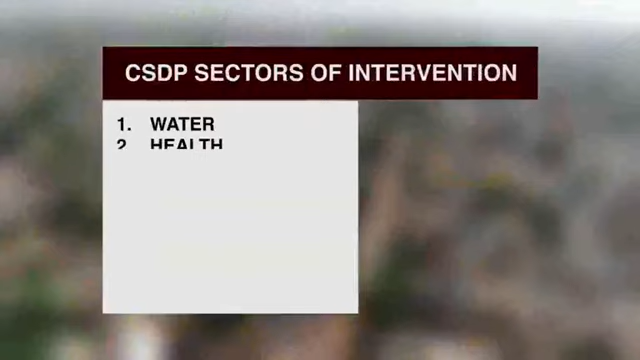 CSDP SECTORS OF INTERVENTION
1. WATER
2 HEALTH